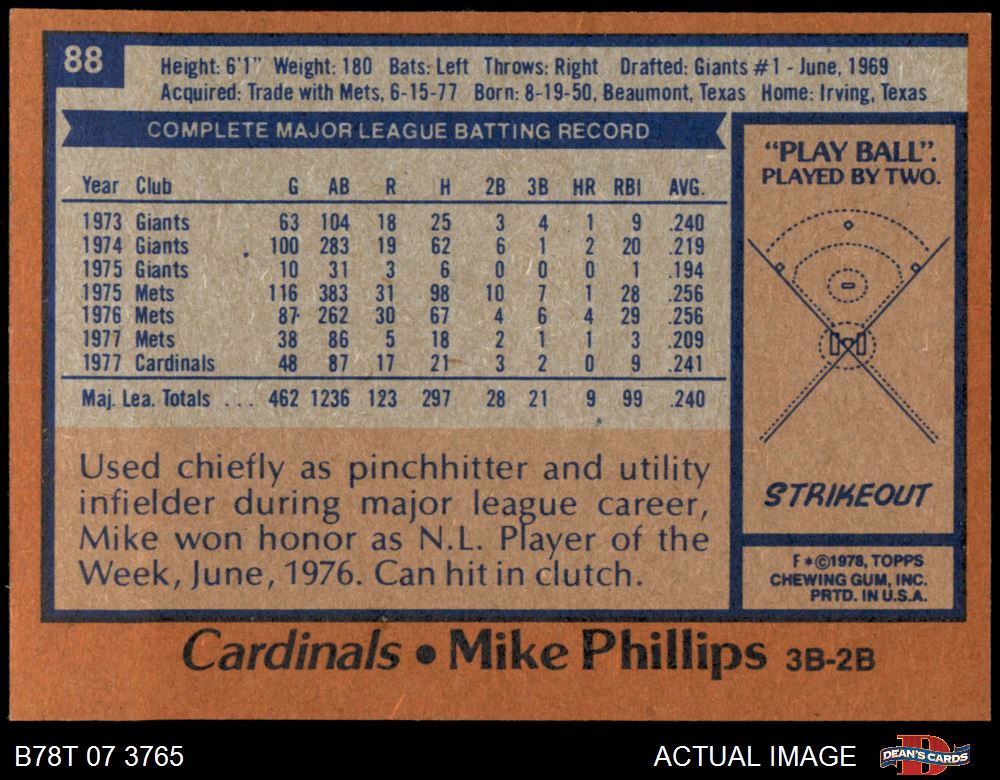 88
Height: 6'1" Weight: 180 Bats: Left Throws: Right Drafted: Giants #1 - June, 1969
Acquired: Trade with Mets, 6-15-77 Born: 8-19-50, Beaumont, Texas Home: Irving, Texas
COMPLETE MAJOR LEAGUE BATTING RECORD
Year Club G AB R H 2B 3B HR RBI AVG.
1973 Giants 63 104 18 25 3 4 1 9 .240
1974 Giants 100 283 19 62 6 1 2 20 .219
1975 Giants 10 31 3 6 0 0 0 1 .194
1975 Mets 116 383 31 98 10 7 1 28 .256
1976 Mets 87 262 30 67 4 6 4 29 .256
1977 Mets 38 86 5 18 2 1 1 3 .209
1977 Cardinals 48 87 17 21 3 2 0 9 .241
Maj. Lea. Totals ... 462 1236 123 297 28 21 9 99 .240
Used chiefly as pinchhitter and utility
infielder during major league career,
Mike won honor as N.L. Player of the
Week, June, 1976. Can hit in clutch.
"PLAY BALL".
PLAYED BY TWO.
STRIKEOUT
F*©1978, TOPPS
CHEWING GUM, INC.
PRTD. IN U.S.A.
Cardinals • Mike Phillips 3B-2B
B78T 07 3765 ACTUAL IMAGE
D
DEAN'S CARDS